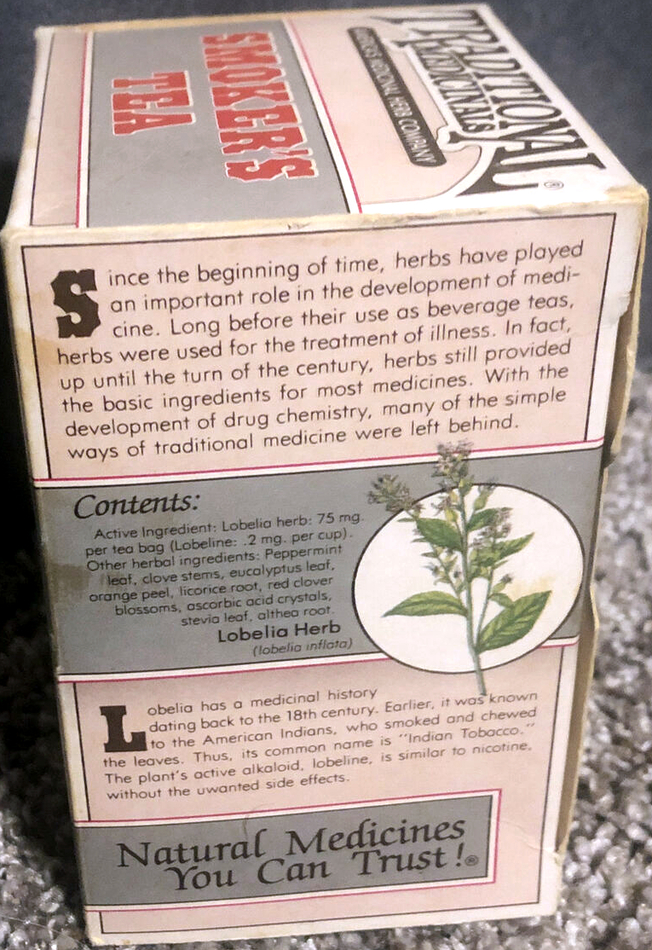 TRADITIONAL
MEDICINALS
®
SMOKER'S
TEA
Since the beginning of time, herbs have played
an important role in the development of medi-
cine. Long before their use as beverage teas,
herbs were used for the treatment of illness. In fact,
up until the turn of the century, herbs still provided
the basic ingredients for most medicines. With the
development of drug chemistry, many of the simple
ways of traditional medicine were left behind.
Contents:
Active Ingredient: Lobelia herb: 75 mg.
per tea bag (Lobeline: .2 mg. per cup).
Other herbal ingredients: Peppermint
leaf, clove stems, eucalyptus leaf,
orange peel, licorice root, red clover
blossoms, ascorbic acid crystals,
stevia leaf, althea root.
Lobelia Herb
(lobelia inflata)
Lobelia has a medicinal history
dating back to the 18th century. Earlier, it was known
to the American Indians, who smoked and chewed
the leaves. Thus, its common name is "Indian Tobacco."
The plant's active alkaloid, lobeline, is similar to nicotine,
without the uwanted side effects.
Natural Medicines
You Can Trust!®
MEDICINAL HERB COMPANY